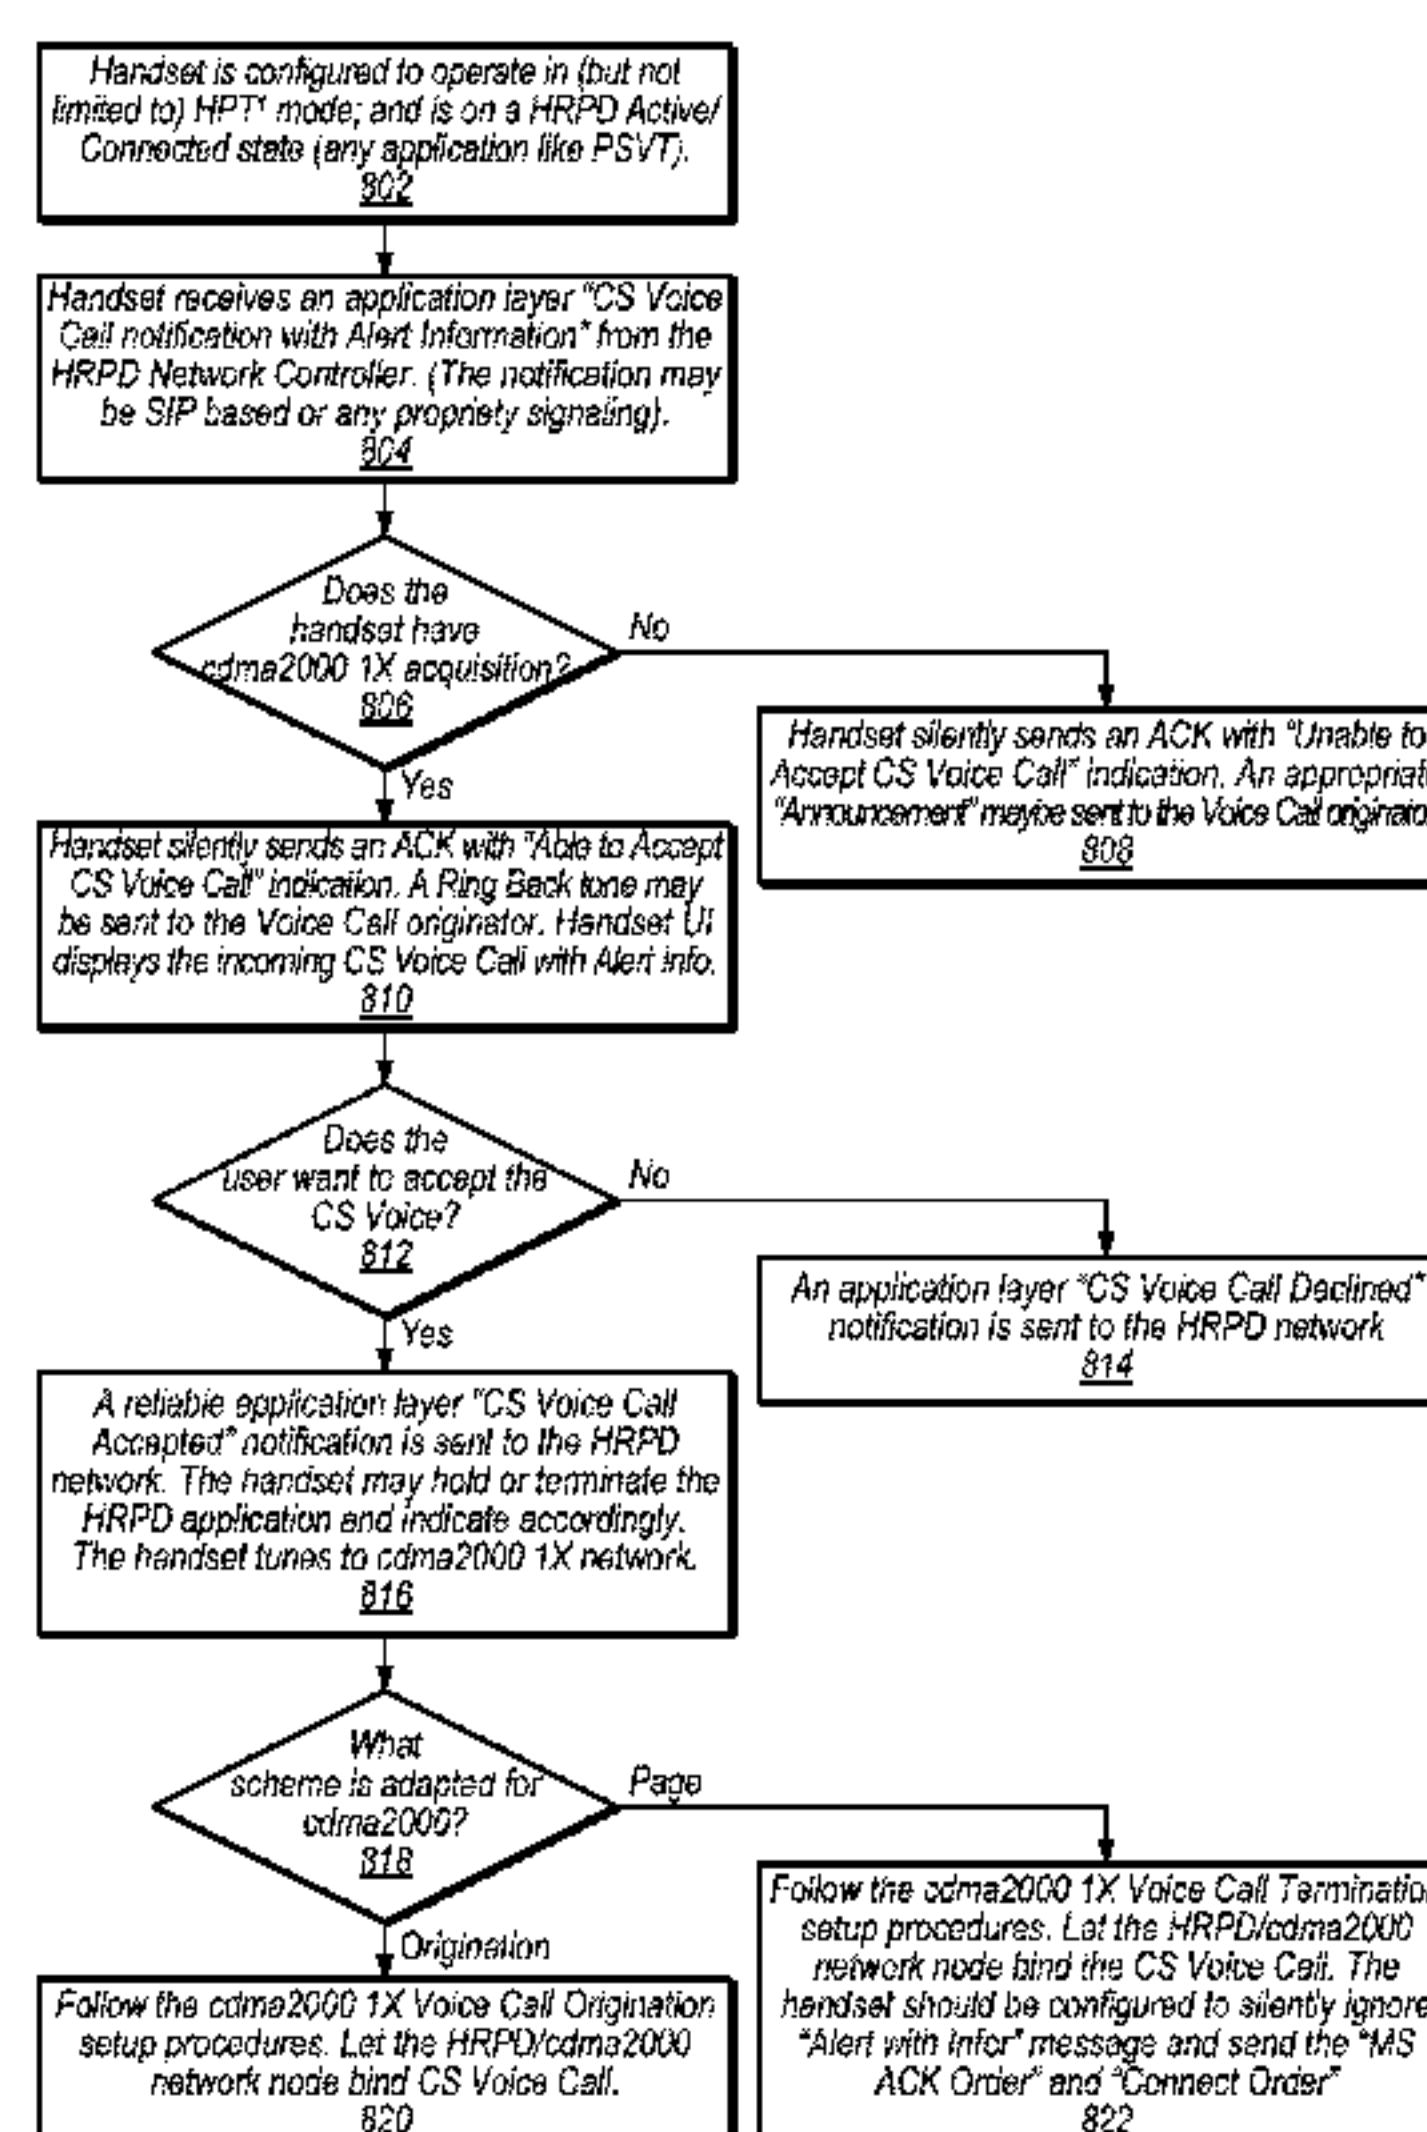 Handset is configured to operate in (but not
limited to) HPT¹ mode; and is on a HRPD Active/
Connected state (any application like PSVT).
802
Handset receives an application layer "CS Voice
Call notification with Alert Information" from the
HRPD Network Controller. (The notification may
be SIP based or any propriety signaling).
804
Does the
handset have
cdma2000 1X acquisition?
806
No
Yes
Handset silently sends an ACK with "Unable to
Accept CS Voice Call" indication. An appropriat
"Announcement" maybe sent to the Voice Call originator
808
Handset silently sends an ACK with "Able to Accept
CS Voice Call" indication. A Ring Back tone may
be sent to the Voice Call originator. Handset UI
displays the incoming CS Voice Call with Alert info.
810
Does the
user want to accept the
CS Voice?
812
No
Yes
An application layer "CS Voice Call Declined"
notification is sent to the HRPD network
814
A reliable application layer "CS Voice Call
Accepted" notification is sent to the HRPD
network. The handset may hold or terminate the
HRPD application and indicate accordingly.
The handset tunes to cdma2000 1X network.
816
What
scheme is adapted for
cdma2000?
818
Page
Origination
Follow the cdma2000 1X Voice Call Termination
setup procedures. Let the HRPD/cdma2000
network node bind the CS Voice Call. The
handset should be configured to silently ignore
"Alert with Infor" message and send the "MS
ACK Order" and "Connect Order"
822
Follow the cdma2000 1X Voice Call Origination
setup procedures. Let the HRPD/cdma2000
network node bind CS Voice Call.
820